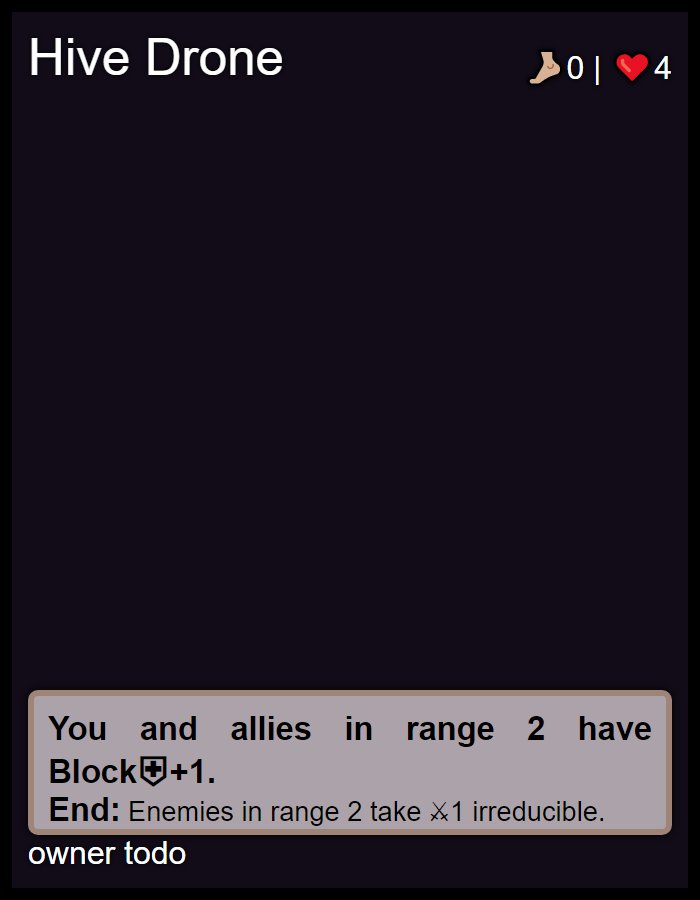 Hive Drone
🦶🏼0 | ❤️4
You and allies in range 2 have
Block⛨+1.
End: Enemies in range 2 take ⚔1 irreducible.
owner todo